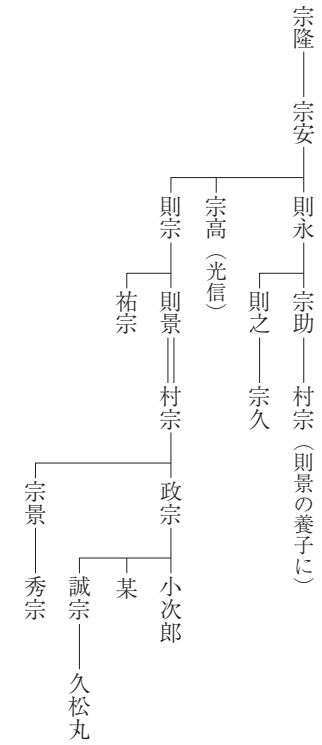 宗隆
宗安
則永
宗助
村宗（則景の養子に）
則之
宗久
宗高（光信）
則宗
則景
村宗
政宗
小次郎
某
誠宗
久松丸
宗景
秀宗
祐宗